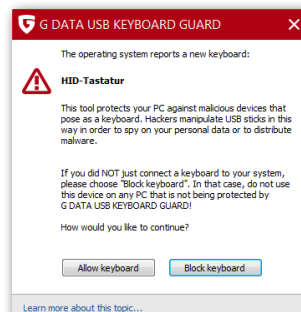 G DATA USB KEYBOARD GUARD
The operating system reports a new keyboard:
HID-Tastatur
This tool protects your PC against malicious devices that
pose as a keyboard. Hackers manipulate USB sticks in this
way in order to spy on your personal data or to distribute
malware.
If you did NOT just connect a keyboard to your system,
please choose "Block keyboard". In that case, do not use
this device on any PC that is not being protected by
G DATA USB KEYBOARD GUARD!
How would you like to continue?
Allow keyboard
Block keyboard
Learn more about this topic...